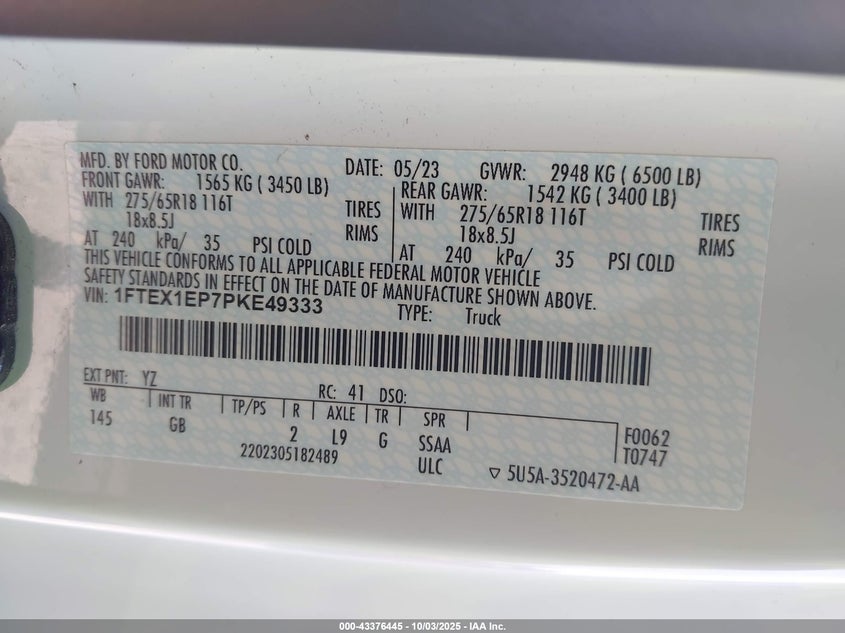 MFD. BY FORD MOTOR CO. DATE: 05/23 GVWR: 2948 KG ( 6500 LB)
FRONT GAWR: 1565 KG ( 3450 LB) REAR GAWR: 1542 KG ( 3400 LB)
WITH 275/65R18 116T TIRES WITH 275/65R18 116T TIRES
18x8.5J RIMS 18x8.5J RIMS
AT 240 kPa/ 35 PSI COLD AT 240 kPa/ 35 PSI COLD
THIS VEHICLE CONFORMS TO ALL APPLICABLE FEDERAL MOTOR VEHICLE
SAFETY STANDARDS IN EFFECT ON THE DATE OF MANUFACTURE SHOWN ABOVE.
VIN: 1FTEX1EP7PKE49333 TYPE: Truck
EXT PNT: YZ RC: 41 DSO:
WB INT TR TP/PS R AXLE TR SPR
145 GB 2 L9 G SSAA F0062
2202305182489 ULC T0747
▽ 5U5A-3520472-AA
000-43376445 - 10/03/2025 - IAA Inc.